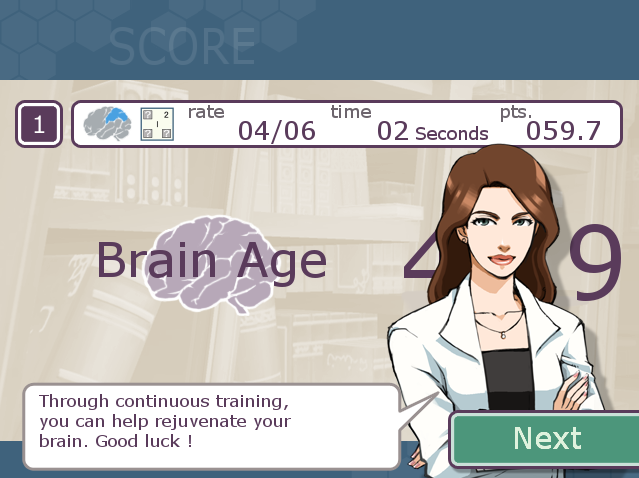 SCORE
1
rate 04/06 time 02 Seconds pts. 059.7
2
Brain Age 4 9
Through continuous training,
you can help rejuvenate your
brain. Good luck !
Next